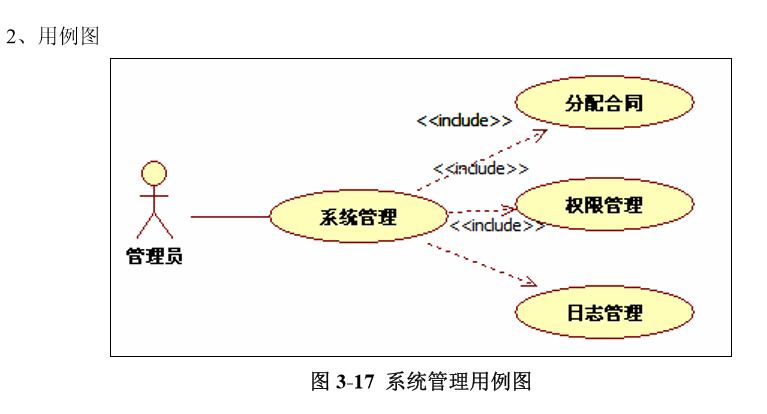 2、用例图
分配合同
<<include>>
<<include>>
权限管理
系统管理
<<include>>
管理员
日志管理
图 3-17 系统管理用例图